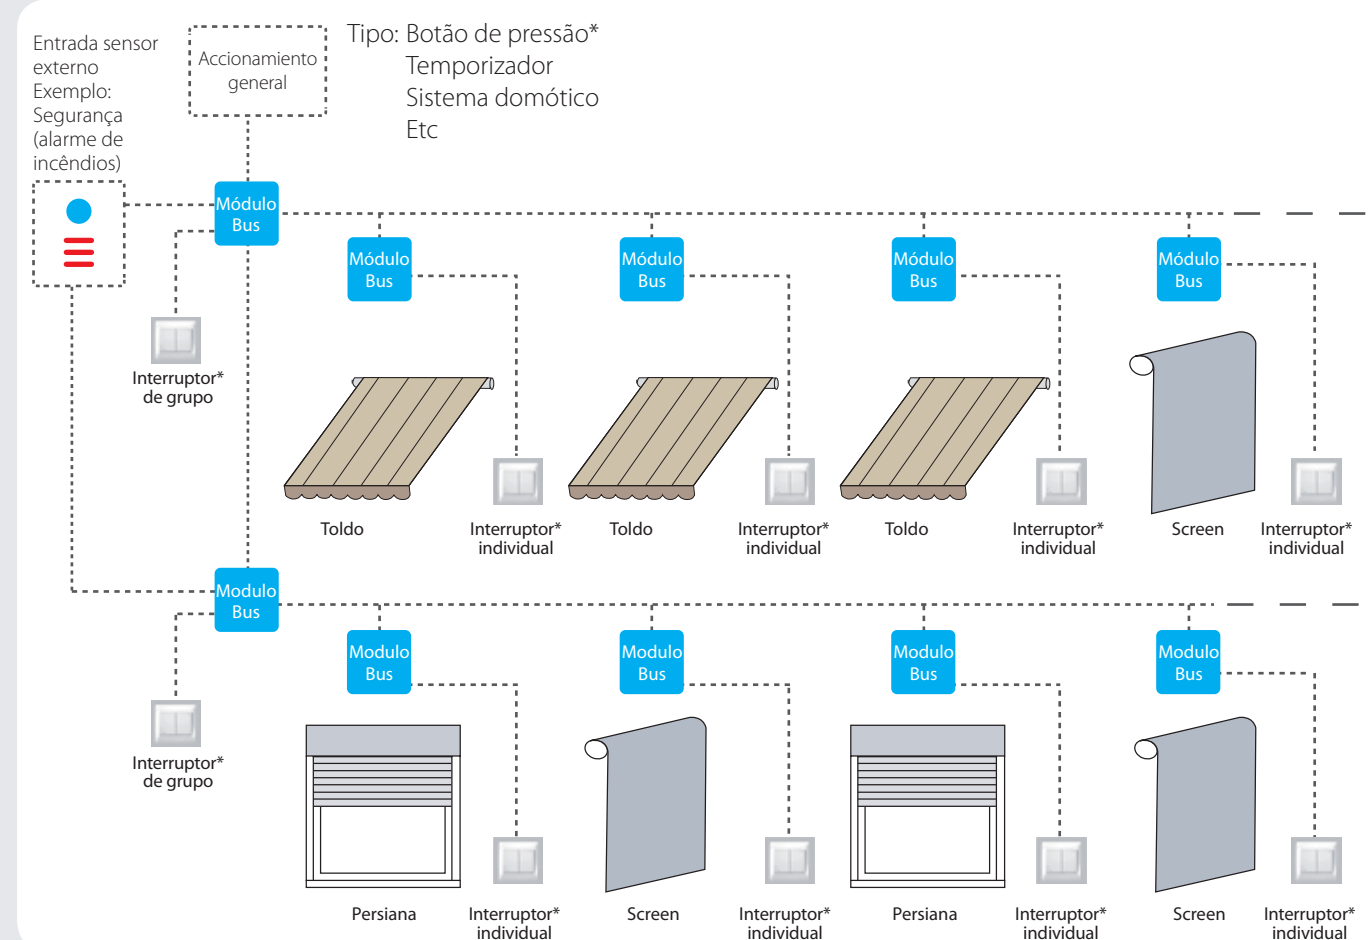 Entrada sensor
externo
Exemplo:
Segurança
(alarme de
incêndios)
Accionamiento
general
Tipo: Botão de pressão*
Temporizador
Sistema domótico
Etc
Módulo
Bus
Módulo
Bus
Módulo
Bus
Módulo
Bus
Módulo
Bus
Interruptor*
de grupo
Toldo
Interruptor*
individual
Toldo
Interruptor*
individual
Toldo
Interruptor*
individual
Screen
Interruptor*
individual
Modulo
Bus
Modulo
Bus
Modulo
Bus
Modulo
Bus
Modulo
Bus
Interruptor*
de grupo
Persiana
Interruptor*
individual
Screen
Interruptor*
individual
Persiana
Interruptor*
individual
Screen
Interruptor*
individual